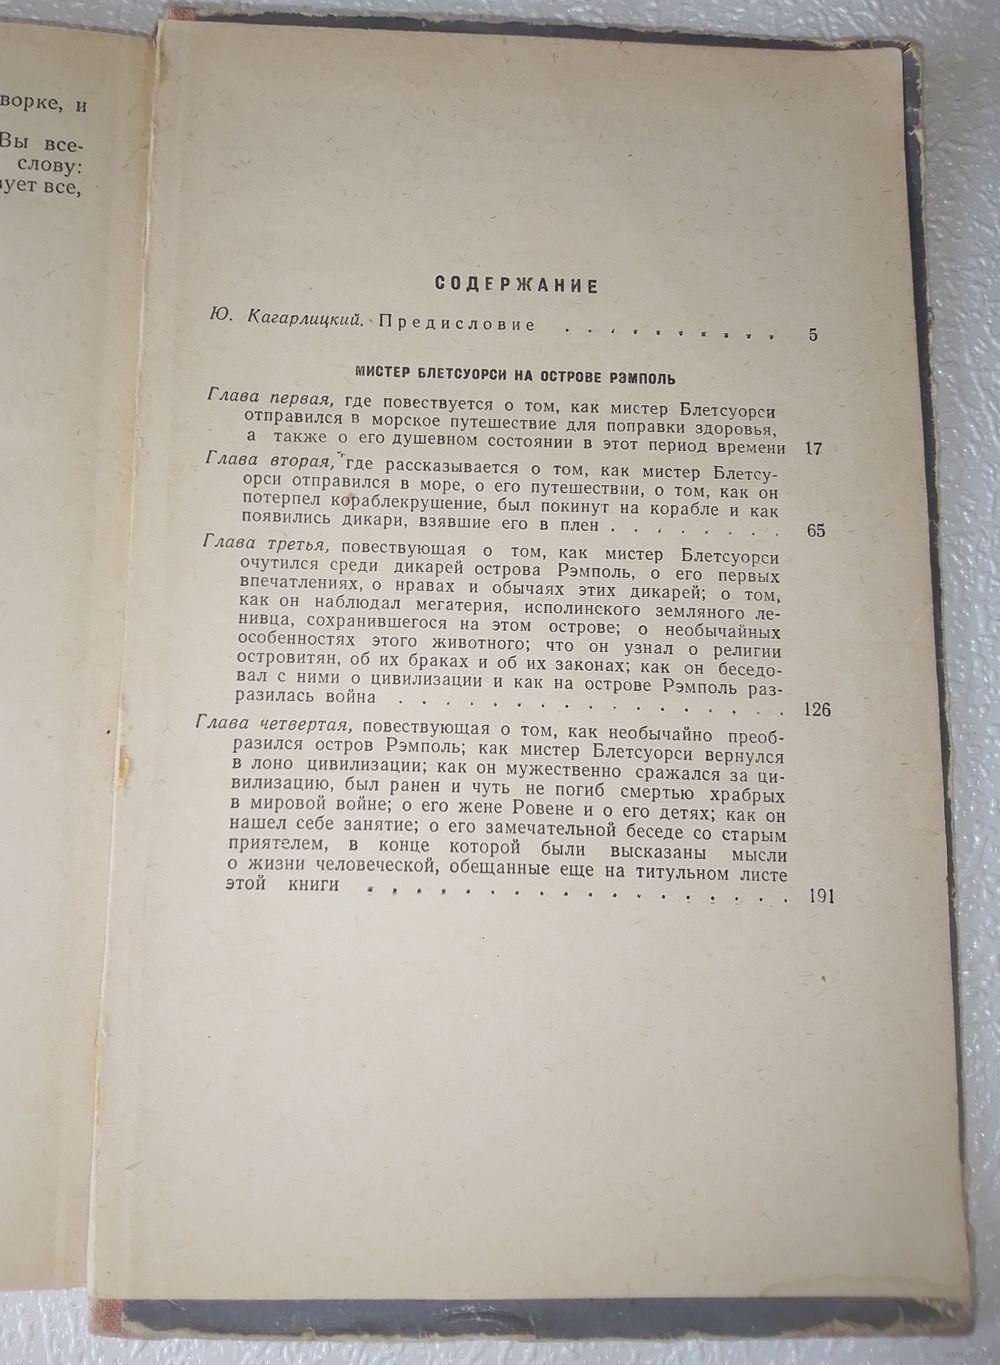 ворке, и
Вы все-
слову:
вует все,
СОДЕРЖАНИЕ
Ю. Кагарлицкий. Предисловие . . . . . . . . . . 5
МИСТЕР БЛЕТСУОРСИ НА ОСТРОВЕ РЭМПОЛЬ
Глава первая, где повествуется о том, как мистер Блетсуорси
отправился в морское путешествие для поправки здоровья,
а также о его душевном состоянии в этот период времени 17
Глава вторая, где рассказывается о том, как мистер Блетсу-
орси отправился в море, о его путешествии, о том, как он
потерпел кораблекрушение, был покинут на корабле и как
появились дикари, взявшие его в плен . . . . . . . . 65
Глава третья, повествующая о том, как мистер Блетсуорси
очутился среди дикарей острова Рэмполь, о его первых
впечатлениях, о нравах и обычаях этих дикарей; о том,
как он наблюдал мегатерия, исполинского земляного ле-
нивца, сохранившегося на этом острове; о необычайных
особенностях этого животного; что он узнал о религии
островитян, об их браках и об их законах; как он беседо-
вал с ними о цивилизации и как на острове Рэмполь раз-
разилась война . . . . . . . . . . . . . . . . . 126
Глава четвертая, повествующая о том, как необычайно преоб-
разился остров Рэмполь; как мистер Блетсуорси вернулся
в лоно цивилизации; как он мужественно сражался за ци-
вилизацию, был ранен и чуть не погиб смертью храбрых
в мировой войне; о его жене Ровене и о его детях; как он
нашел себе занятие; о его замечательной беседе со старым
приятелем, в конце которой были высказаны мысли
о жизни человеческой, обещанные еще на титульном листе
этой книги . . . . . . . . . . . . . . . . . . 191